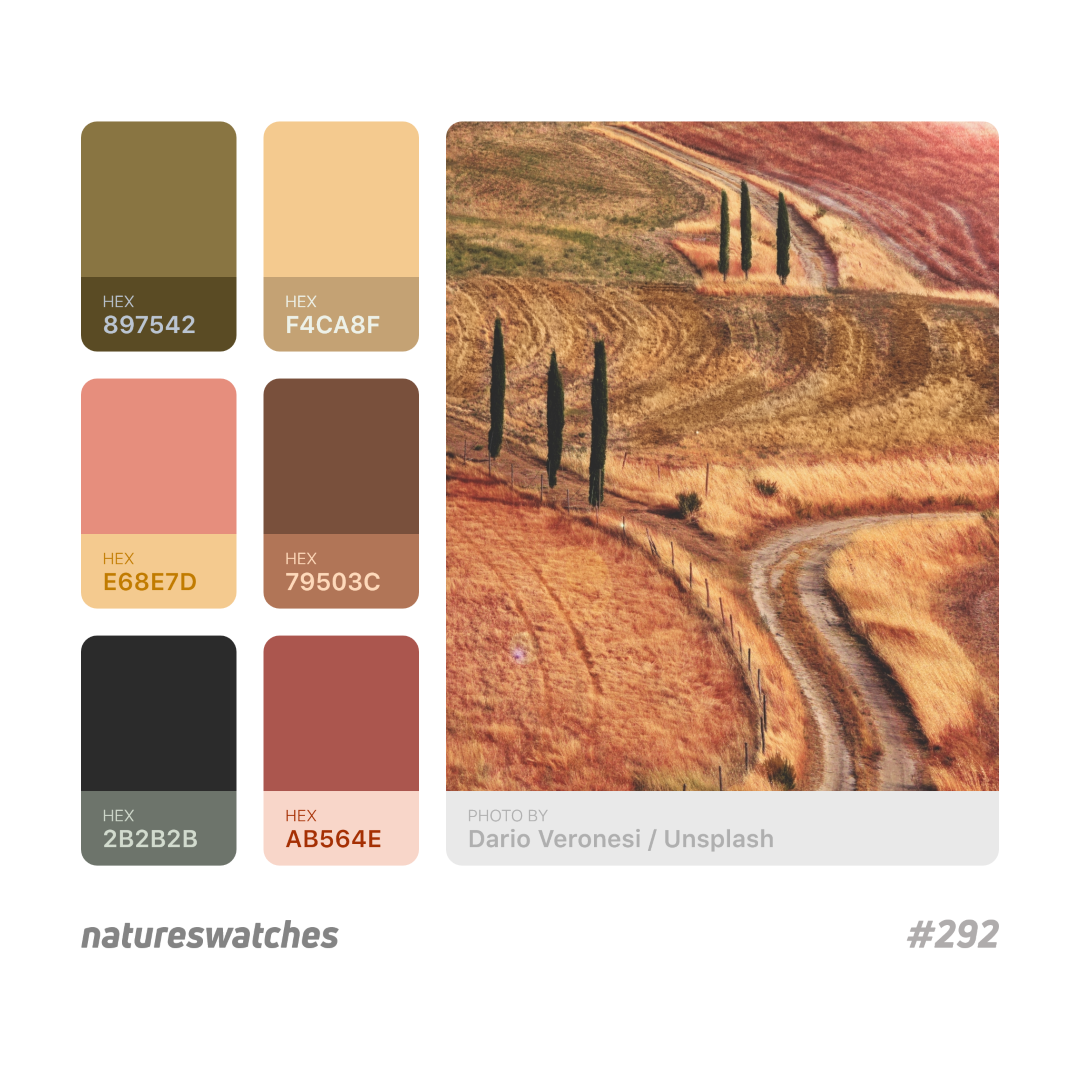 HEX
897542
HEX
F4CA8F
HEX
E68E7D
HEX
79503C
HEX
2B2B2B
HEX
AB564E
PHOTO BY
Dario Veronesi / Unsplash
natureswatches
#292